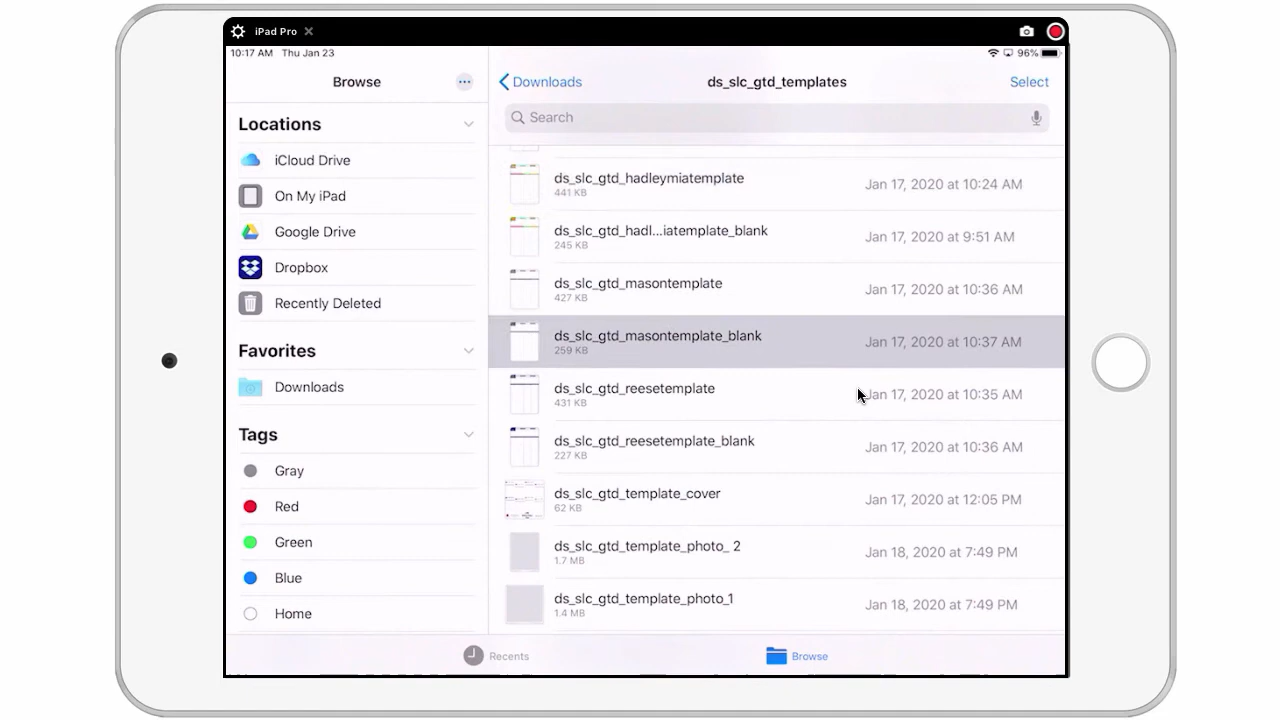 iPad Pro
10:17 AM Thu Jan 23
96%
Browse
Locations
iCloud Drive
On My iPad
Google Drive
Dropbox
Recently Deleted
Favorites
Downloads
Tags
Gray
Red
Green
Blue
Home
Downloads
ds_slc_gtd_templates
Select
Search
ds_slc_gtd_hadleymiatemplate
441 KB
Jan 17, 2020 at 10:24 AM
ds_slc_gtd_hadl...iatemplate_blank
245 KB
Jan 17, 2020 at 9:51 AM
ds_slc_gtd_masontemplate
427 KB
Jan 17, 2020 at 10:36 AM
ds_slc_gtd_masontemplate_blank
259 KB
Jan 17, 2020 at 10:37 AM
ds_slc_gtd_reesetemplate
431 KB
Jan 17, 2020 at 10:35 AM
ds_slc_gtd_reesetemplate_blank
227 KB
Jan 17, 2020 at 10:36 AM
ds_slc_gtd_template_cover
62 KB
Jan 17, 2020 at 12:05 PM
ds_slc_gtd_template_photo_ 2
1.7 MB
Jan 18, 2020 at 7:49 PM
ds_slc_gtd_template_photo_1
1.4 MB
Jan 18, 2020 at 7:49 PM
Recents
Browse